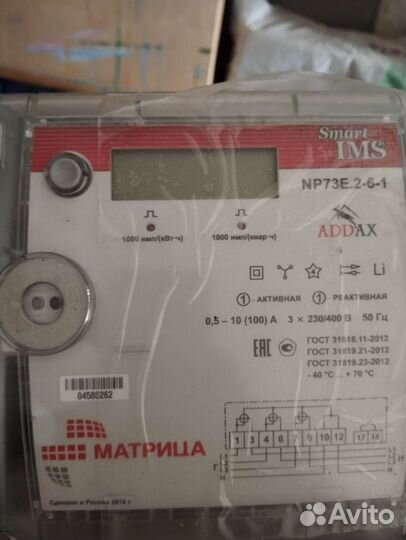 Smart
IMS
NP73E.2-6-1
ADDAX
1000 имп/(кВт·ч)
1000 имп/(квар·ч)
Li
1 - АКТИВНАЯ 1 - РЕАКТИВНАЯ
0,5 – 10 (100) А 3 × 230/400 В 50 Гц
ЕАС
ГОСТ 31818.11-2012
ГОСТ 31819.21-2012
ГОСТ 31819.23-2012
- 40 °C ... + 70 °C
04580262
МАТРИЦА
1 3 4 6 7 9 10 12 17 18
Сделано в России 2016 г.
Avito